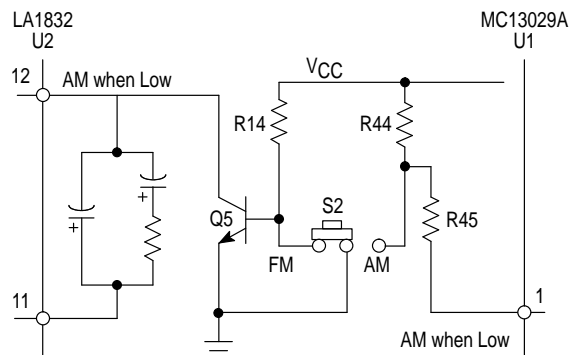 LA1832
U2
MC13029A
U1
12
AM when Low
VCC
R14
R44
S2
Q5
R45
FM
AM
11
1
AM when Low
+
+